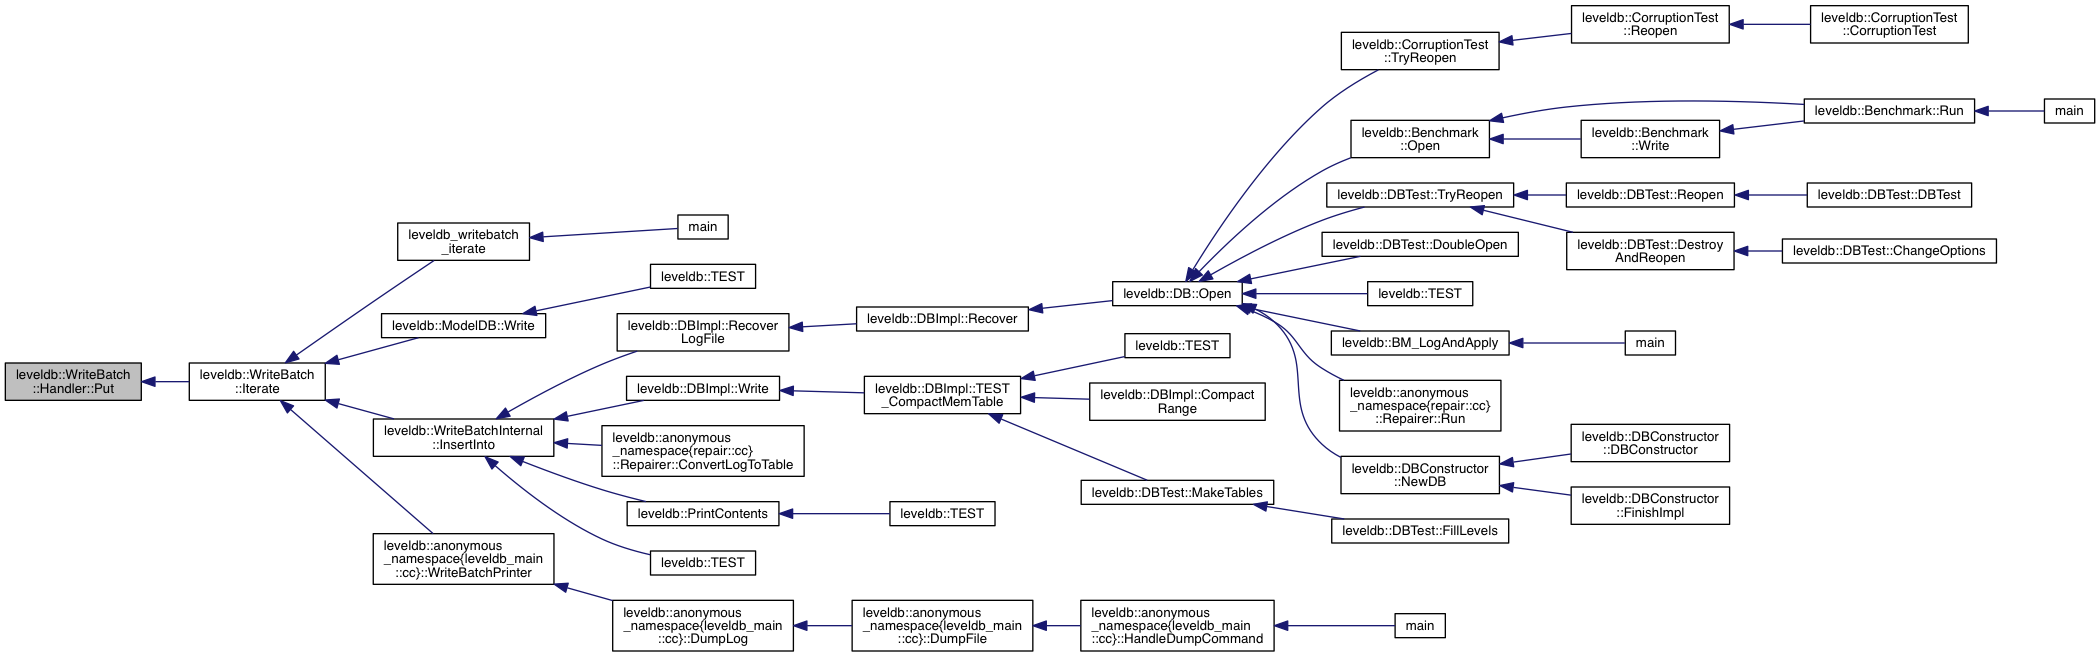 leveldb::WriteBatch
::Handler::Put
leveldb::WriteBatch
::Iterate
leveldb_writebatch
_iterate
main
leveldb::ModelDB::Write
leveldb::TEST
leveldb::WriteBatchInternal
::InsertInto
leveldb::DBImpl::Recover
LogFile
leveldb::DBImpl::Recover
leveldb::DB::Open
leveldb::CorruptionTest
::TryReopen
leveldb::CorruptionTest
::Reopen
leveldb::CorruptionTest
::CorruptionTest
leveldb::Benchmark
::Open
leveldb::Benchmark
::Write
leveldb::Benchmark::Run
main
leveldb::DBTest::TryReopen
leveldb::DBTest::Reopen
leveldb::DBTest::DBTest
leveldb::DBTest::Destroy
AndReopen
leveldb::DBTest::ChangeOptions
leveldb::DBTest::DoubleOpen
leveldb::TEST
leveldb::BM_LogAndApply
main
leveldb::anonymous
_namespace{repair::cc}
::Repairer::Run
leveldb::DBConstructor
::NewDB
leveldb::DBConstructor
::DBConstructor
leveldb::DBConstructor
::FinishImpl
leveldb::DBImpl::Write
leveldb::DBImpl::TEST
_CompactMemTable
leveldb::TEST
leveldb::DBImpl::Compact
Range
leveldb::DBTest::MakeTables
leveldb::DBTest::FillLevels
leveldb::anonymous
_namespace{repair::cc}
::Repairer::ConvertLogToTable
leveldb::PrintContents
leveldb::TEST
leveldb::TEST
leveldb::anonymous
_namespace{leveldb_main
::cc}::WriteBatchPrinter
leveldb::anonymous
_namespace{leveldb_main
::cc}::DumpLog
leveldb::anonymous
_namespace{leveldb_main
::cc}::DumpFile
leveldb::anonymous
_namespace{leveldb_main
::cc}::HandleDumpCommand
main